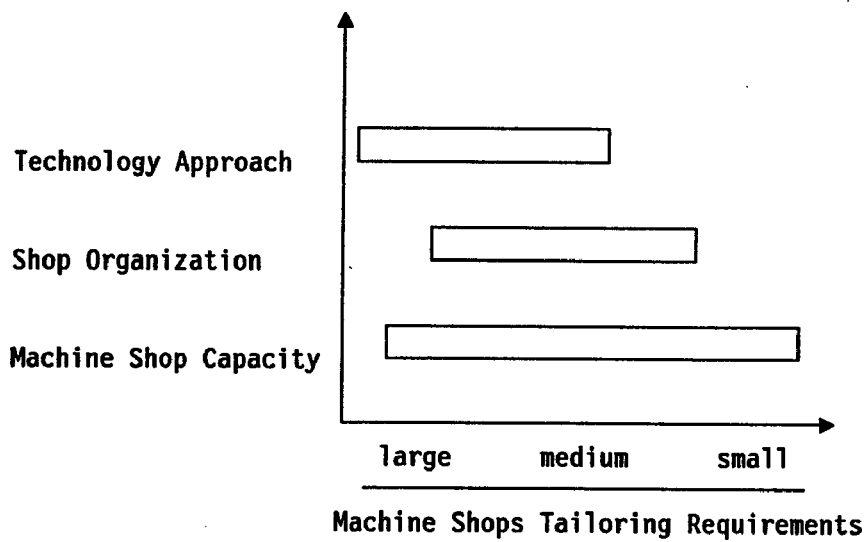 Technology Approach
Shop Organization
Machine Shop Capacity
large medium small
Machine Shops Tailoring Requirements